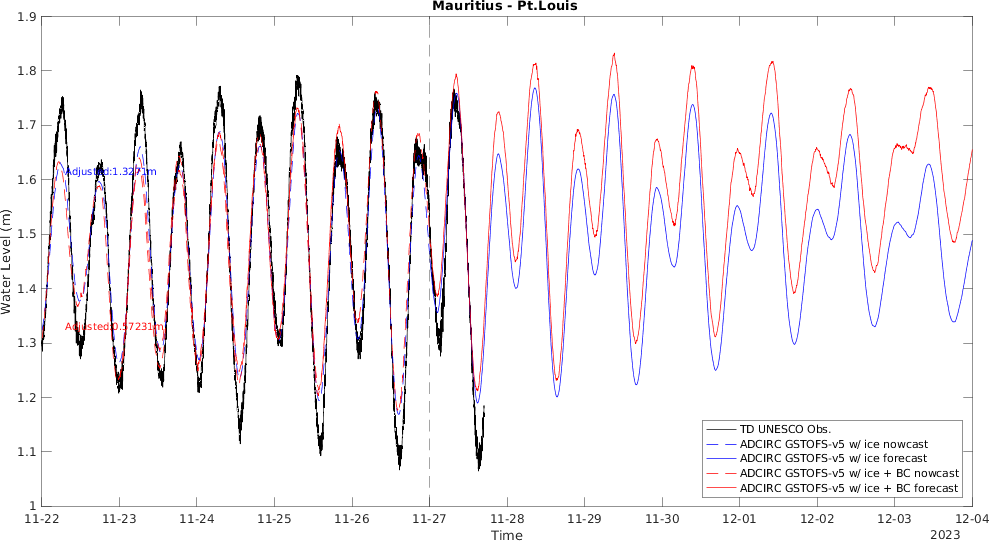 Mauritius - Pt.Louis
1.9
1.8
1.7
1.6
1.5
1.4
1.3
1.2
1.1
1
Water Level (m)
Adjusted:1.3271m
Adjusted:0.57231m
TD UNESCO Obs.
ADCIRC GSTOFS-v5 w/ ice nowcast
ADCIRC GSTOFS-v5 w/ ice forecast
ADCIRC GSTOFS-v5 w/ ice + BC nowcast
ADCIRC GSTOFS-v5 w/ ice + BC forecast
11-22 11-23 11-24 11-25 11-26 11-27 11-28 11-29 11-30 12-01 12-02 12-03 12-04
Time
2023